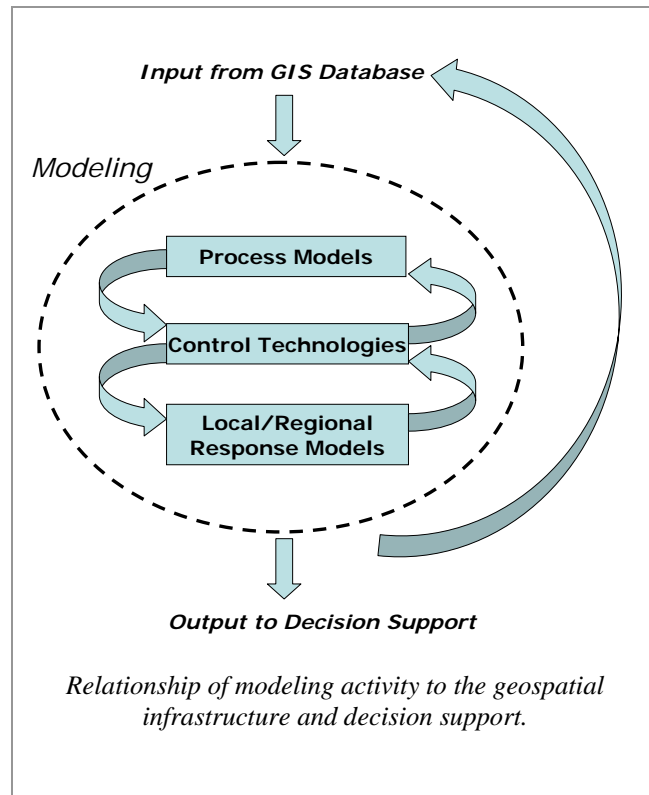 Input from GIS Database
Modeling
Process Models
Control Technologies
Local/Regional
Response Models
Output to Decision Support
Relationship of modeling activity to the geospatial
infrastructure and decision support.